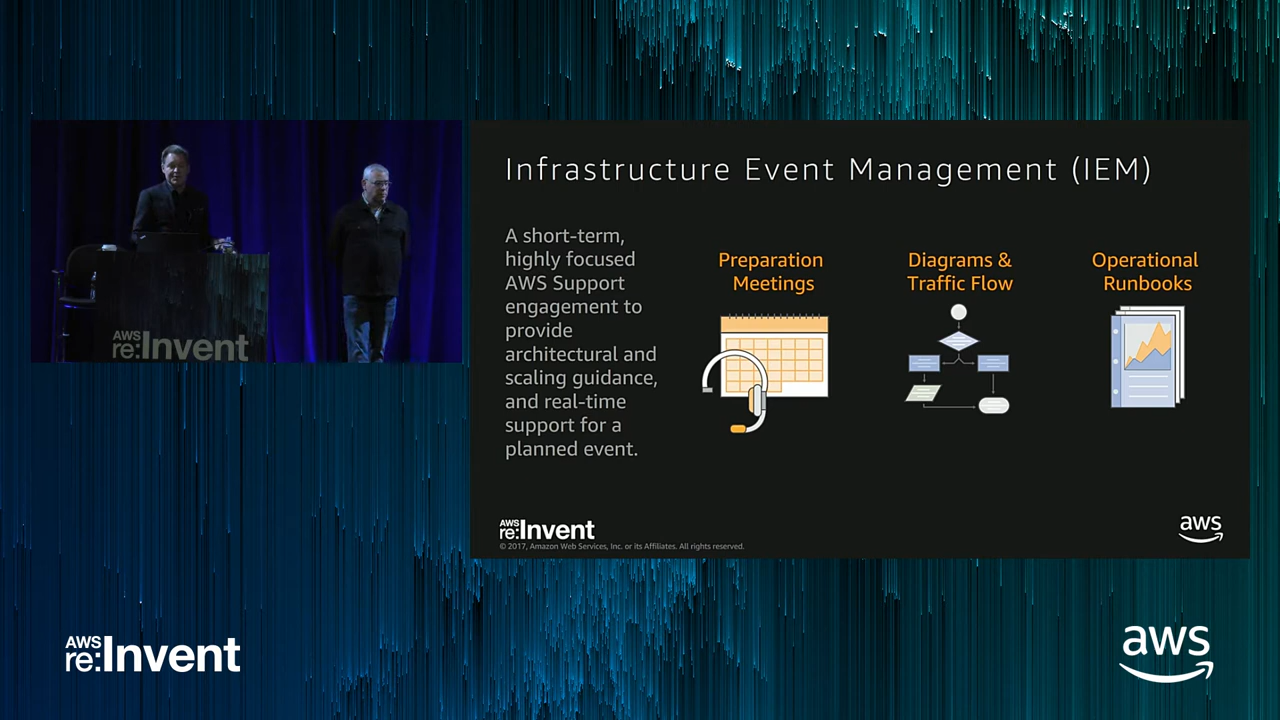 Infrastructure Event Management (IEM)
A short-term,
highly focused
AWS Support
engagement to
provide
architectural and
scaling guidance,
and real-time
support for a
planned event.
Preparation
Meetings
Diagrams &
Traffic Flow
Operational
Runbooks
AWS
re:Invent
AWS
re:Invent
© 2017, Amazon Web Services, Inc. or its Affiliates. All rights reserved.
aws
AWS
re:Invent
aws